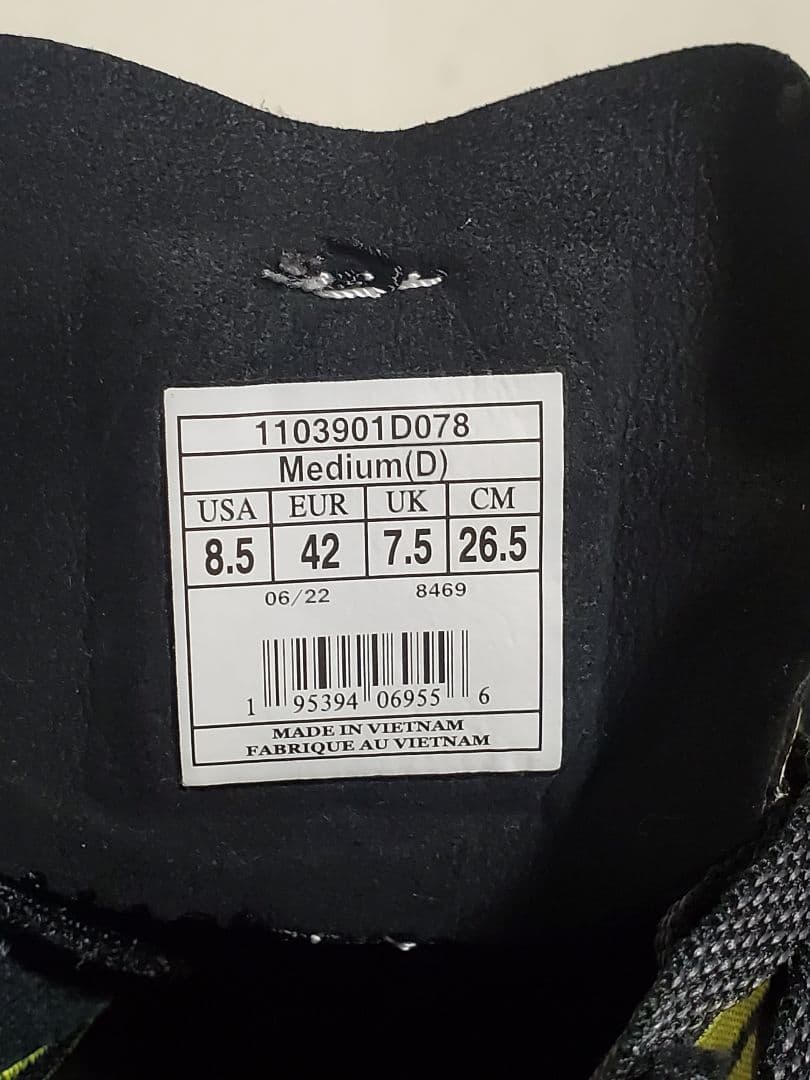 1103901D078
Medium(D)
USA EUR UK CM
8.5 42 7.5 26.5
06/22 8469
1 95394 06955 6
MADE IN VIETNAM
FABRIQUE AU VIETNAM